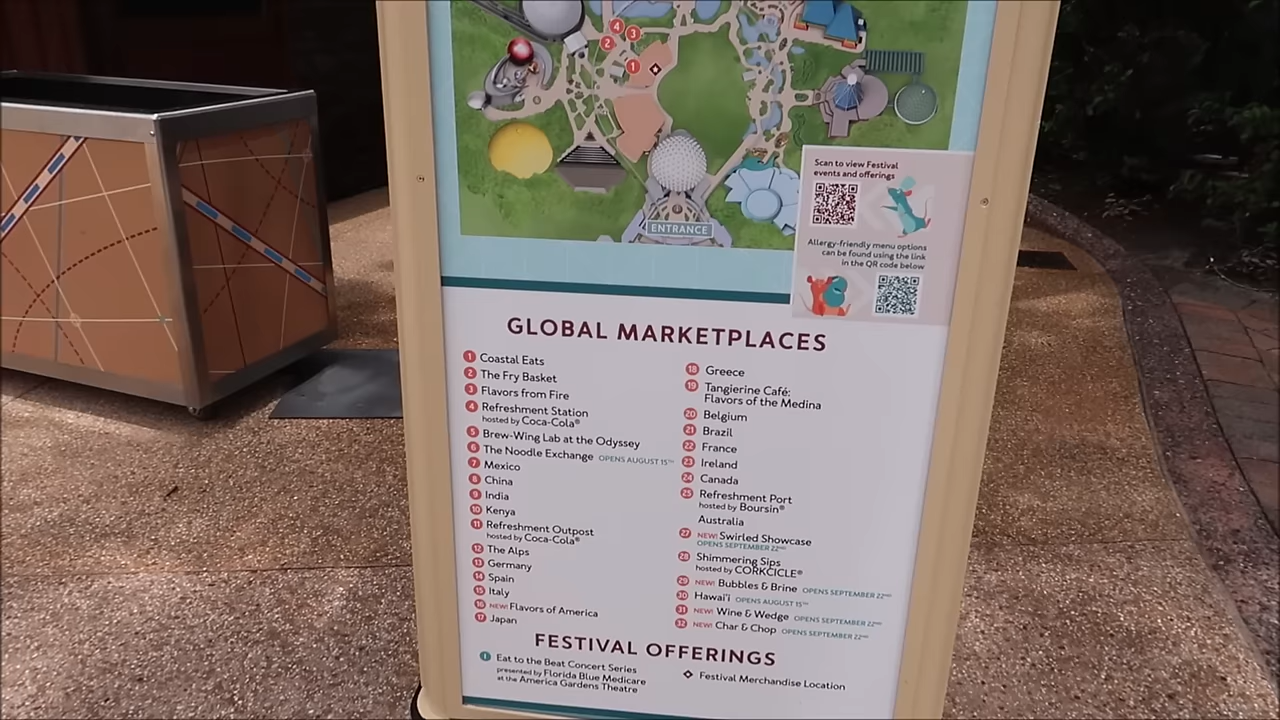 4
3
2
1
ENTRANCE
Scan to view Festival
events and offerings
Allergy-friendly menu options
can be found using the link
in the QR code below
GLOBAL MARKETPLACES
1 Coastal Eats
2 The Fry Basket
3 Flavors from Fire
4 Refreshment Station
hosted by Coca-Cola®
5 Brew-Wing Lab at the Odyssey
6 The Noodle Exchange OPENS AUGUST 15TH
7 Mexico
8 China
9 India
10 Kenya
11 Refreshment Outpost
hosted by Coca-Cola®
12 The Alps
13 Germany
14 Spain
15 Italy
16 NEW! Flavors of America
17 Japan
18 Greece
19 Tangierine Café:
Flavors of the Medina
20 Belgium
21 Brazil
22 France
23 Ireland
24 Canada
25 Refreshment Port
hosted by Boursin®
Australia
27 NEW! Swirled Showcase
OPENS SEPTEMBER 22ND
28 Shimmering Sips
hosted by CORKCICLE®
29 NEW! Bubbles & Brine OPENS SEPTEMBER 22ND
30 Hawai'i OPENS AUGUST 15TH
31 NEW! Wine & Wedge OPENS SEPTEMBER 22ND
32 NEW! Char & Chop OPENS SEPTEMBER 22ND
FESTIVAL OFFERINGS
Eat to the Beat Concert Series
presented by Florida Blue Medicare
at the America Gardens Theatre
Festival Merchandise Location